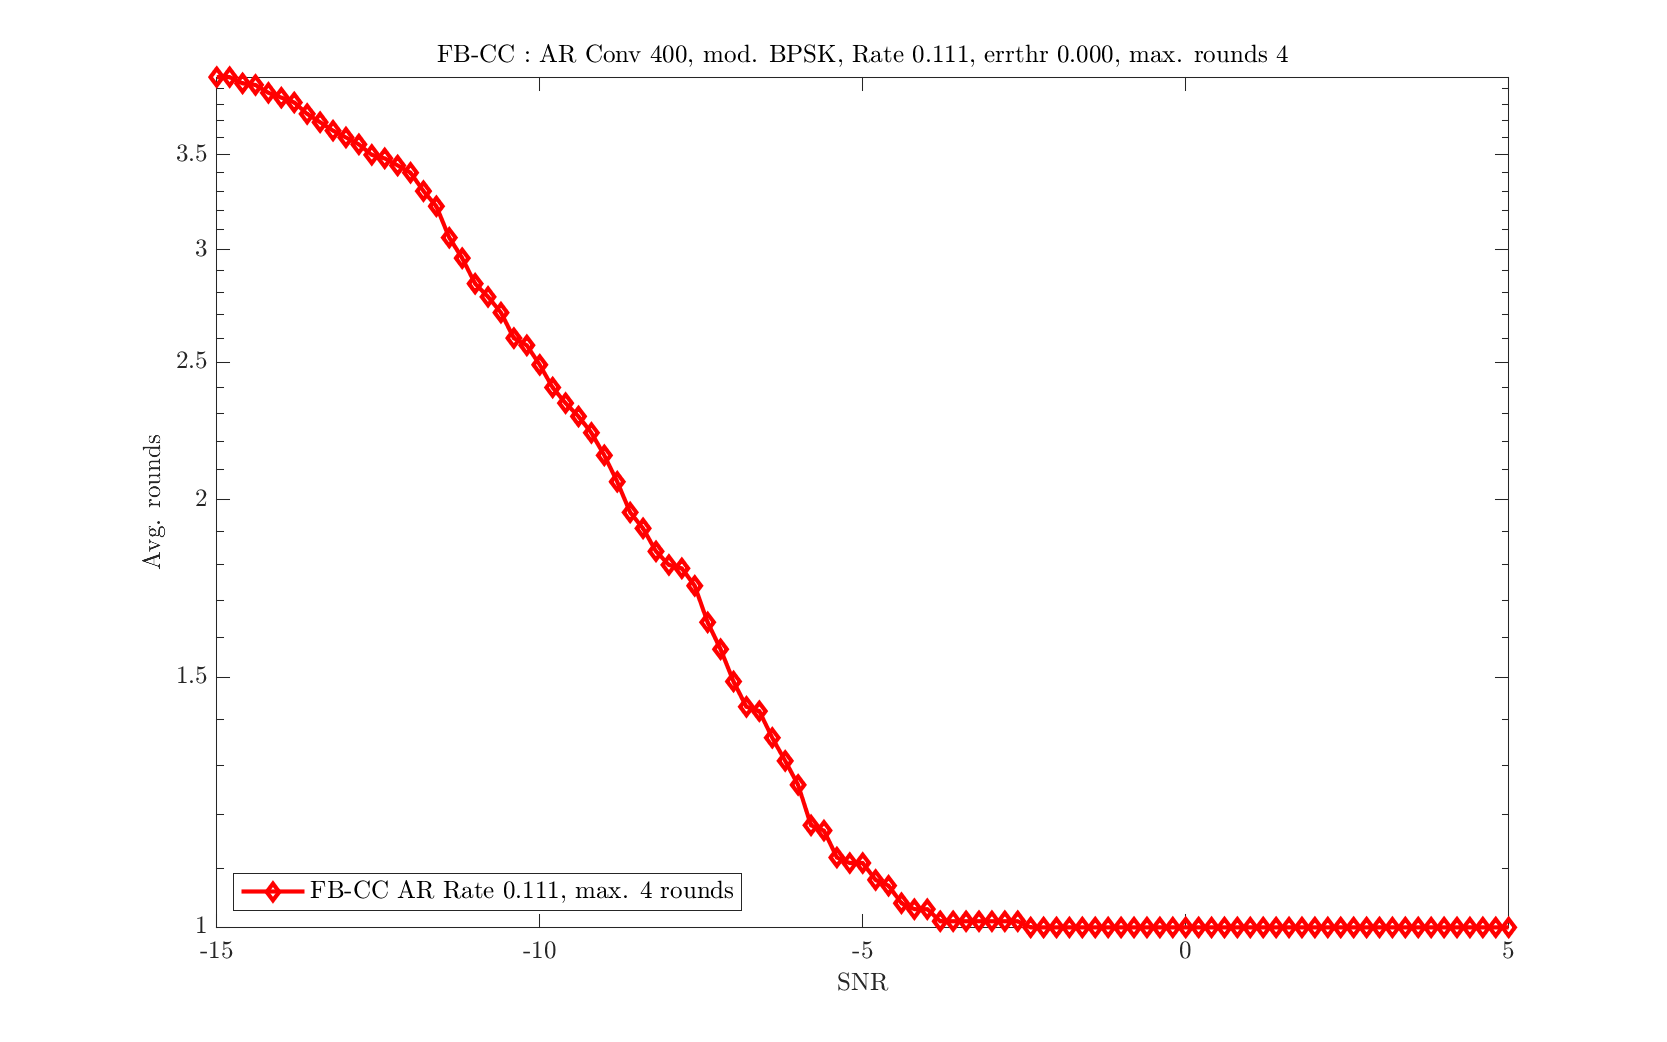 FB-CC : AR Conv 400, mod. BPSK, Rate 0.111, errthr 0.000, max. rounds 4
3.5
3
2.5
2
1.5
1
Avg. rounds
FB-CC AR Rate 0.111, max. 4 rounds
-15 -10 -5 0 5
SNR